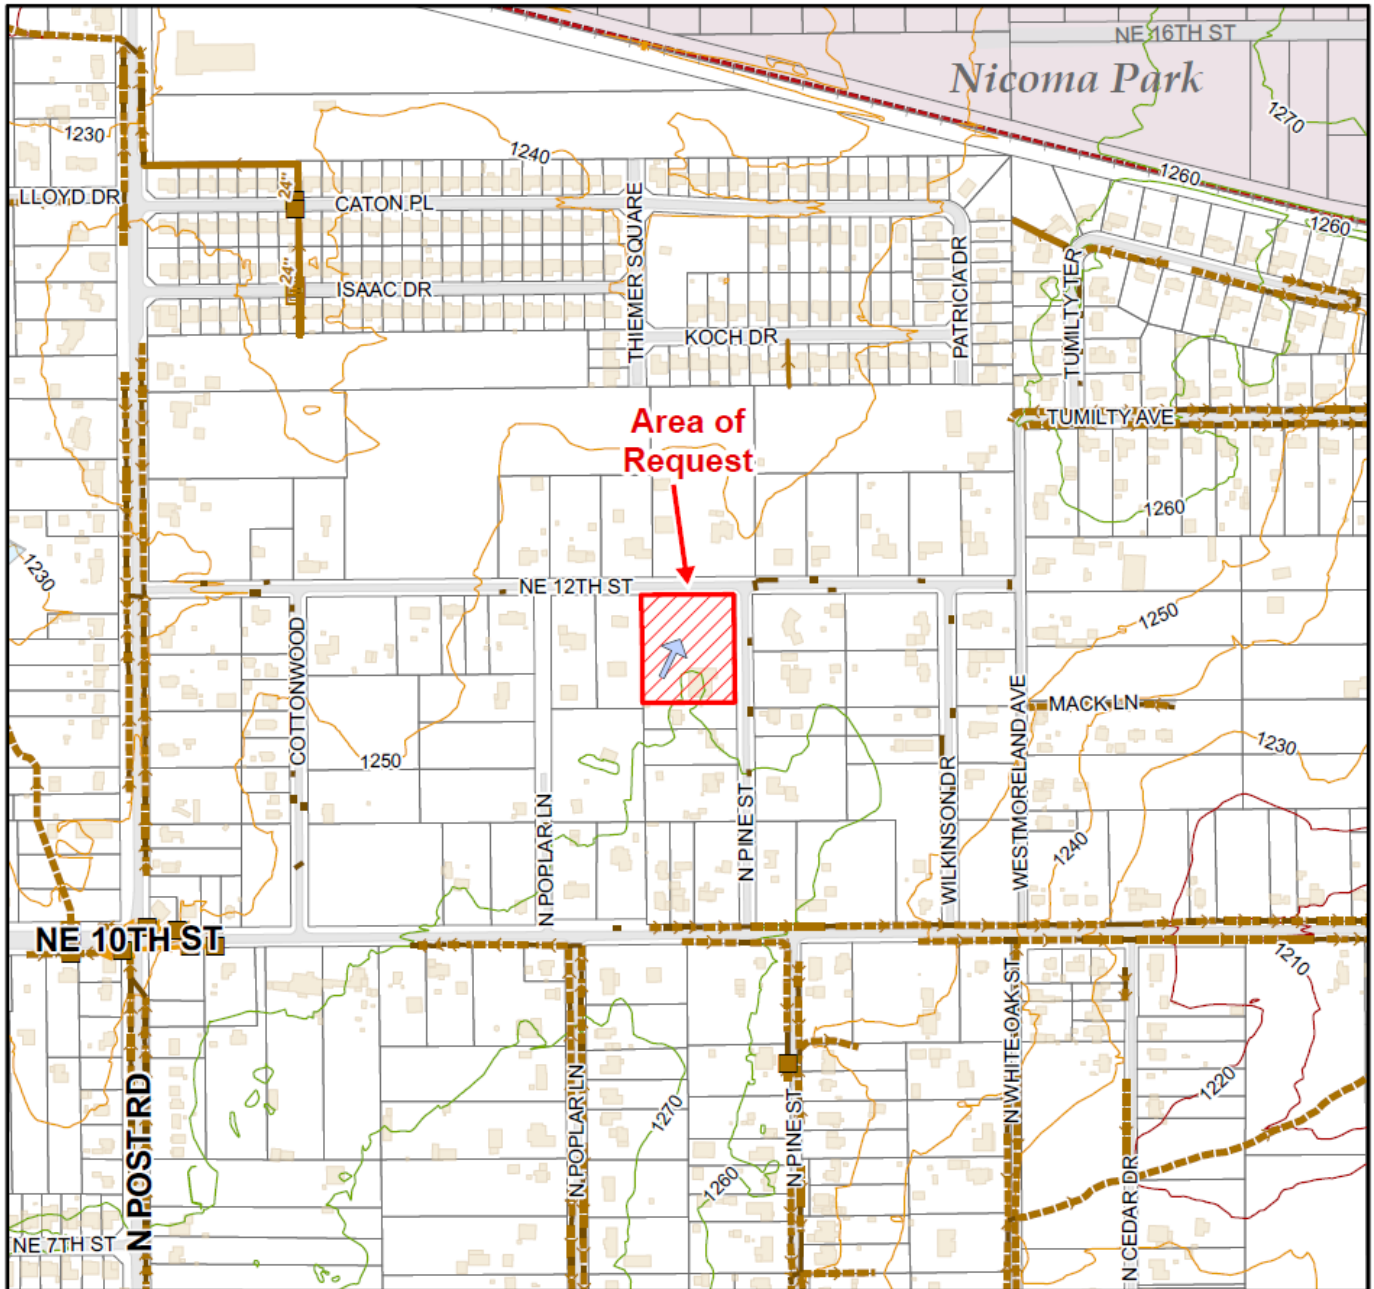 NE 16TH ST
Nicoma Park
1270
1230
1240
1260
24"
LLOYD DR
CATON PL
THIEMER SQUARE
1260
PATRICIA DR
TUMILTY TER
24"
ISAAC DR
KOCH DR
Area of
Request
TUMILTY AVE
1260
1230
NE 12TH ST
1250
COTTONWOOD
WESTMORELAND AVE
MACK LN
1230
1250
WILKINSON DR
N POPLAR LN
N PINE ST
1240
NE 10TH ST
1210
N WHITE OAK ST
1220
N POST RD
N POPLAR LN
1270
N PINE ST
1260
N CEDAR DR
NE 7TH ST